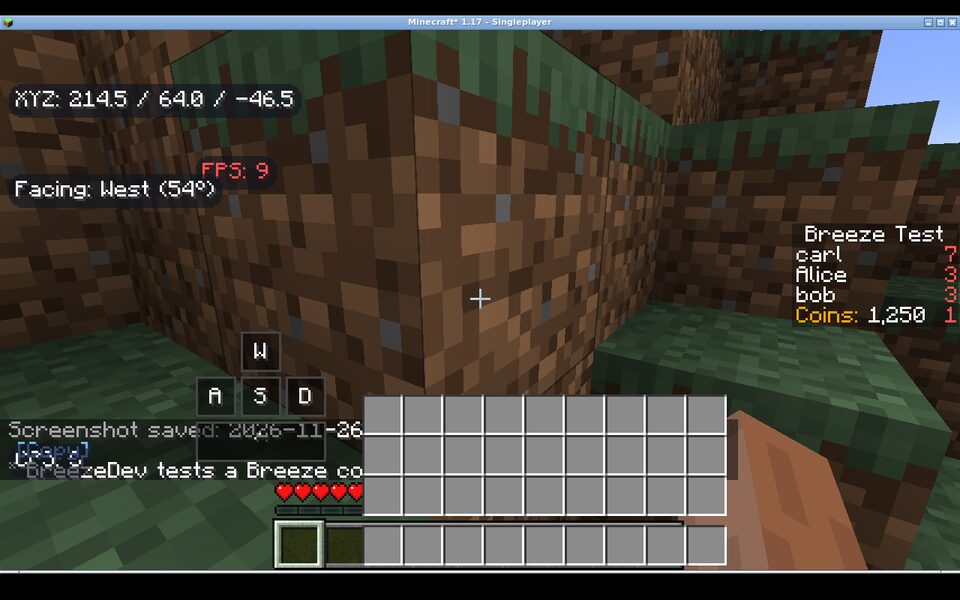 Minecraft* 1.17 - Singleplayer
XYZ: 214.5 / 64.0 / -46.5
FPS: 9
Facing: West (54°)
Breeze Test
carl 7
Alice 3
bob 3
Coins: 1,250 1
W
A S D
Screenshot saved: 2026-11-26
[Copy]
* BreezeDev tests a Breeze co